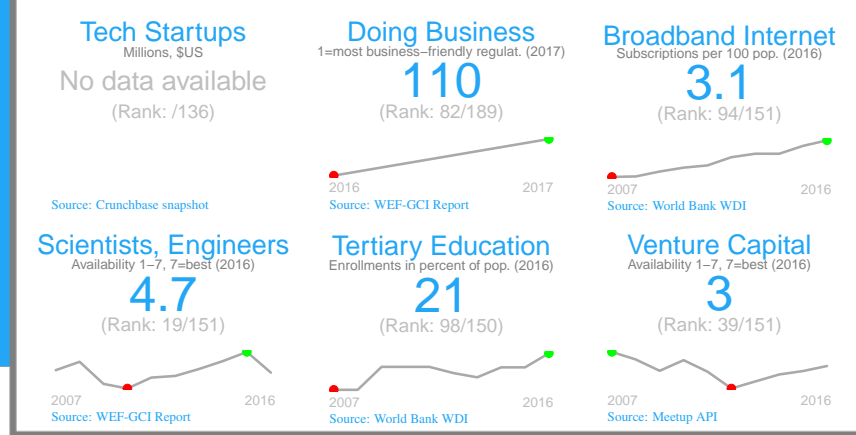 Tech Startups
Millions, $US
No data available
(Rank: /136)
Source: Crunchbase snapshot
Doing Business
1=most business−friendly regulat. (2017)
110
(Rank: 82/189)
2016 2017
Source: WEF-GCI Report
Broadband Internet
Subscriptions per 100 pop. (2016)
3.1
(Rank: 94/151)
2007 2016
Source: World Bank WDI
Scientists, Engineers
Availability 1−7, 7=best (2016)
4.7
(Rank: 19/151)
2007 2016
Source: WEF-GCI Report
Tertiary Education
Enrollments in percent of pop. (2016)
21
(Rank: 98/150)
2007 2016
Source: World Bank WDI
Venture Capital
Availability 1−7, 7=best (2016)
3
(Rank: 39/151)
2007 2016
Source: Meetup API